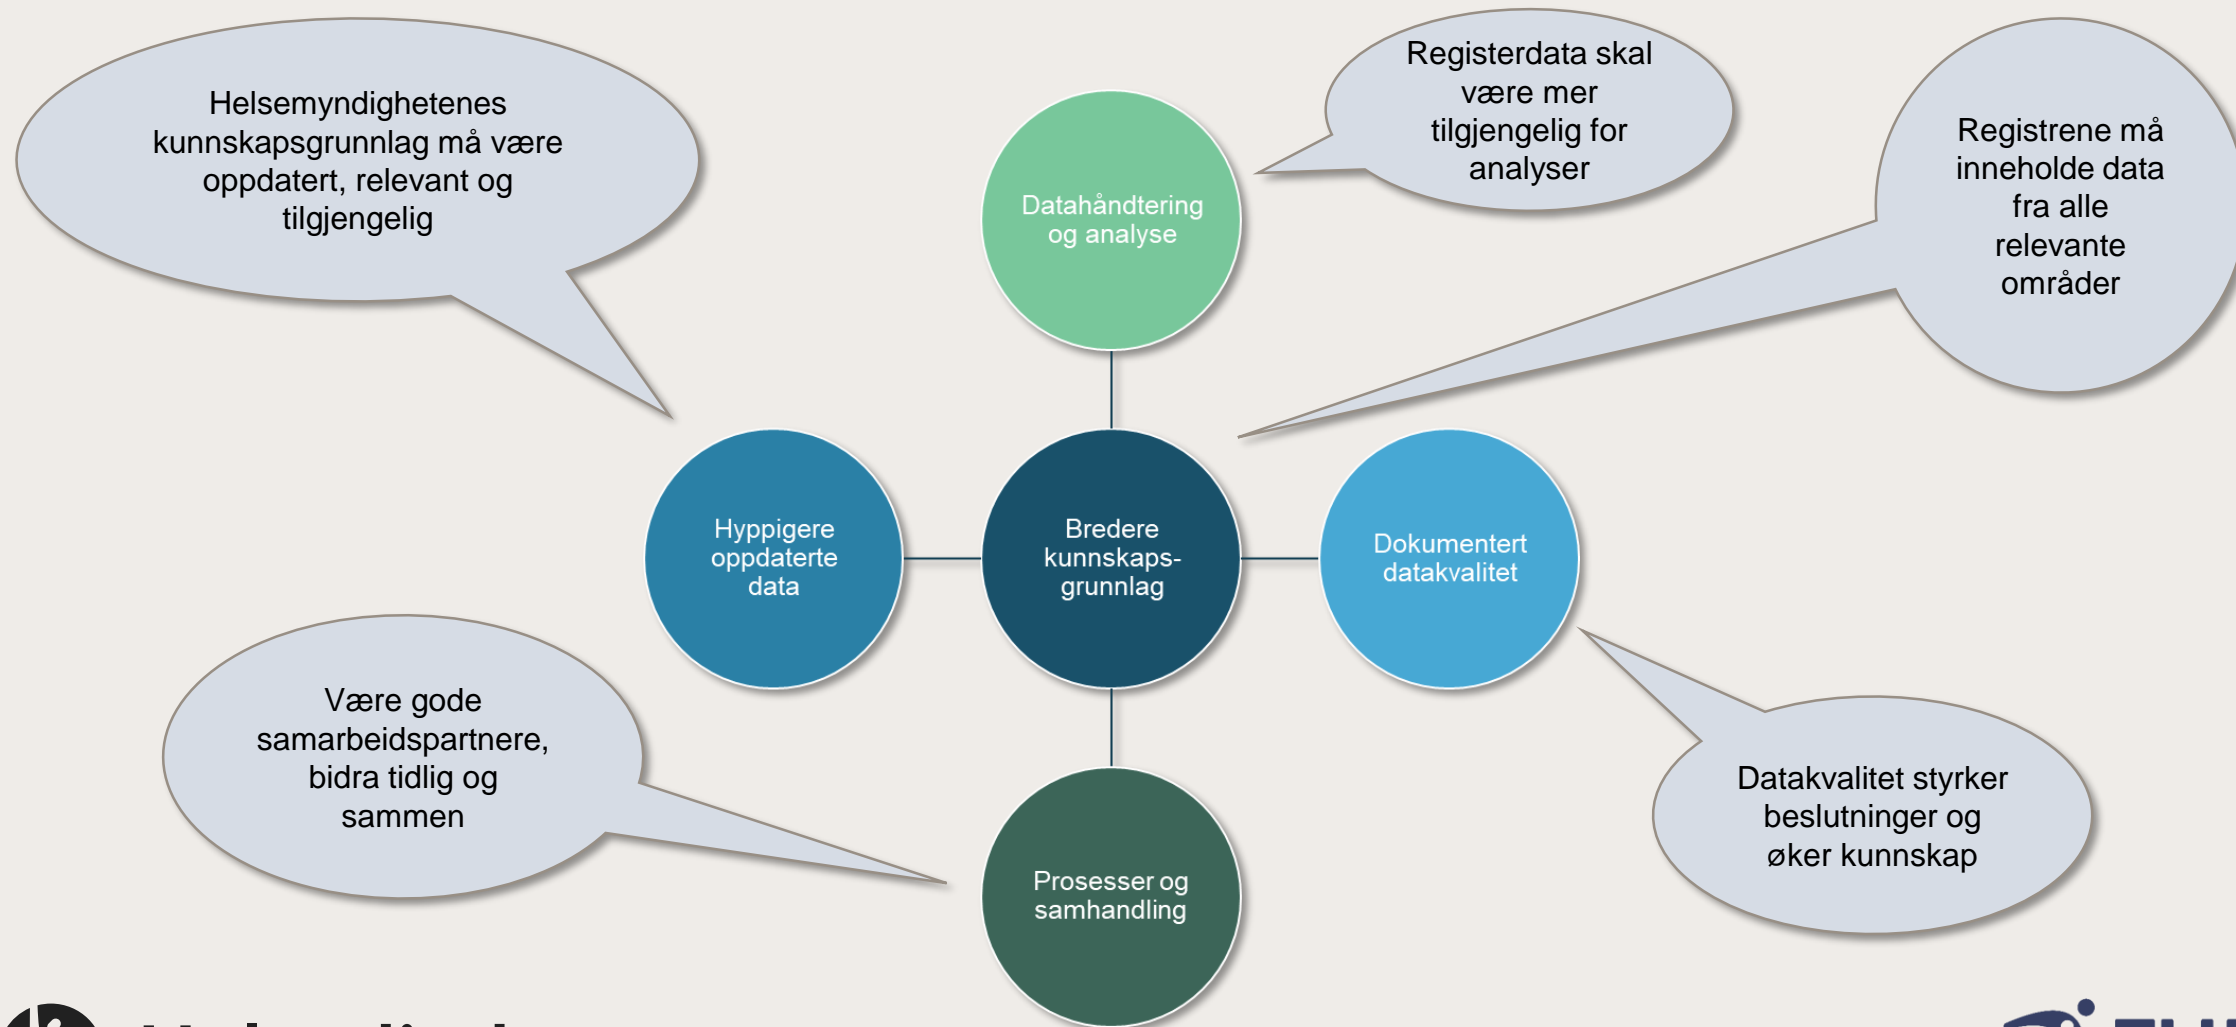 Helsemyndighetenes
kunnskapsgrunnlag må være
oppdatert, relevant og
tilgjengelig
Registerdata skal
være mer
tilgjengelig for
analyser
Registrene må
inneholde data
fra alle
relevante
områder
Datahåndtering
og analyse
Hyppigere
oppdaterte
data
Bredere
kunnskaps-
grunnlag
Dokumentert
datakvalitet
Være gode
samarbeidspartnere,
bidra tidlig og
sammen
Datakvalitet styrker
beslutninger og
øker kunnskap
Prosesser og
samhandling